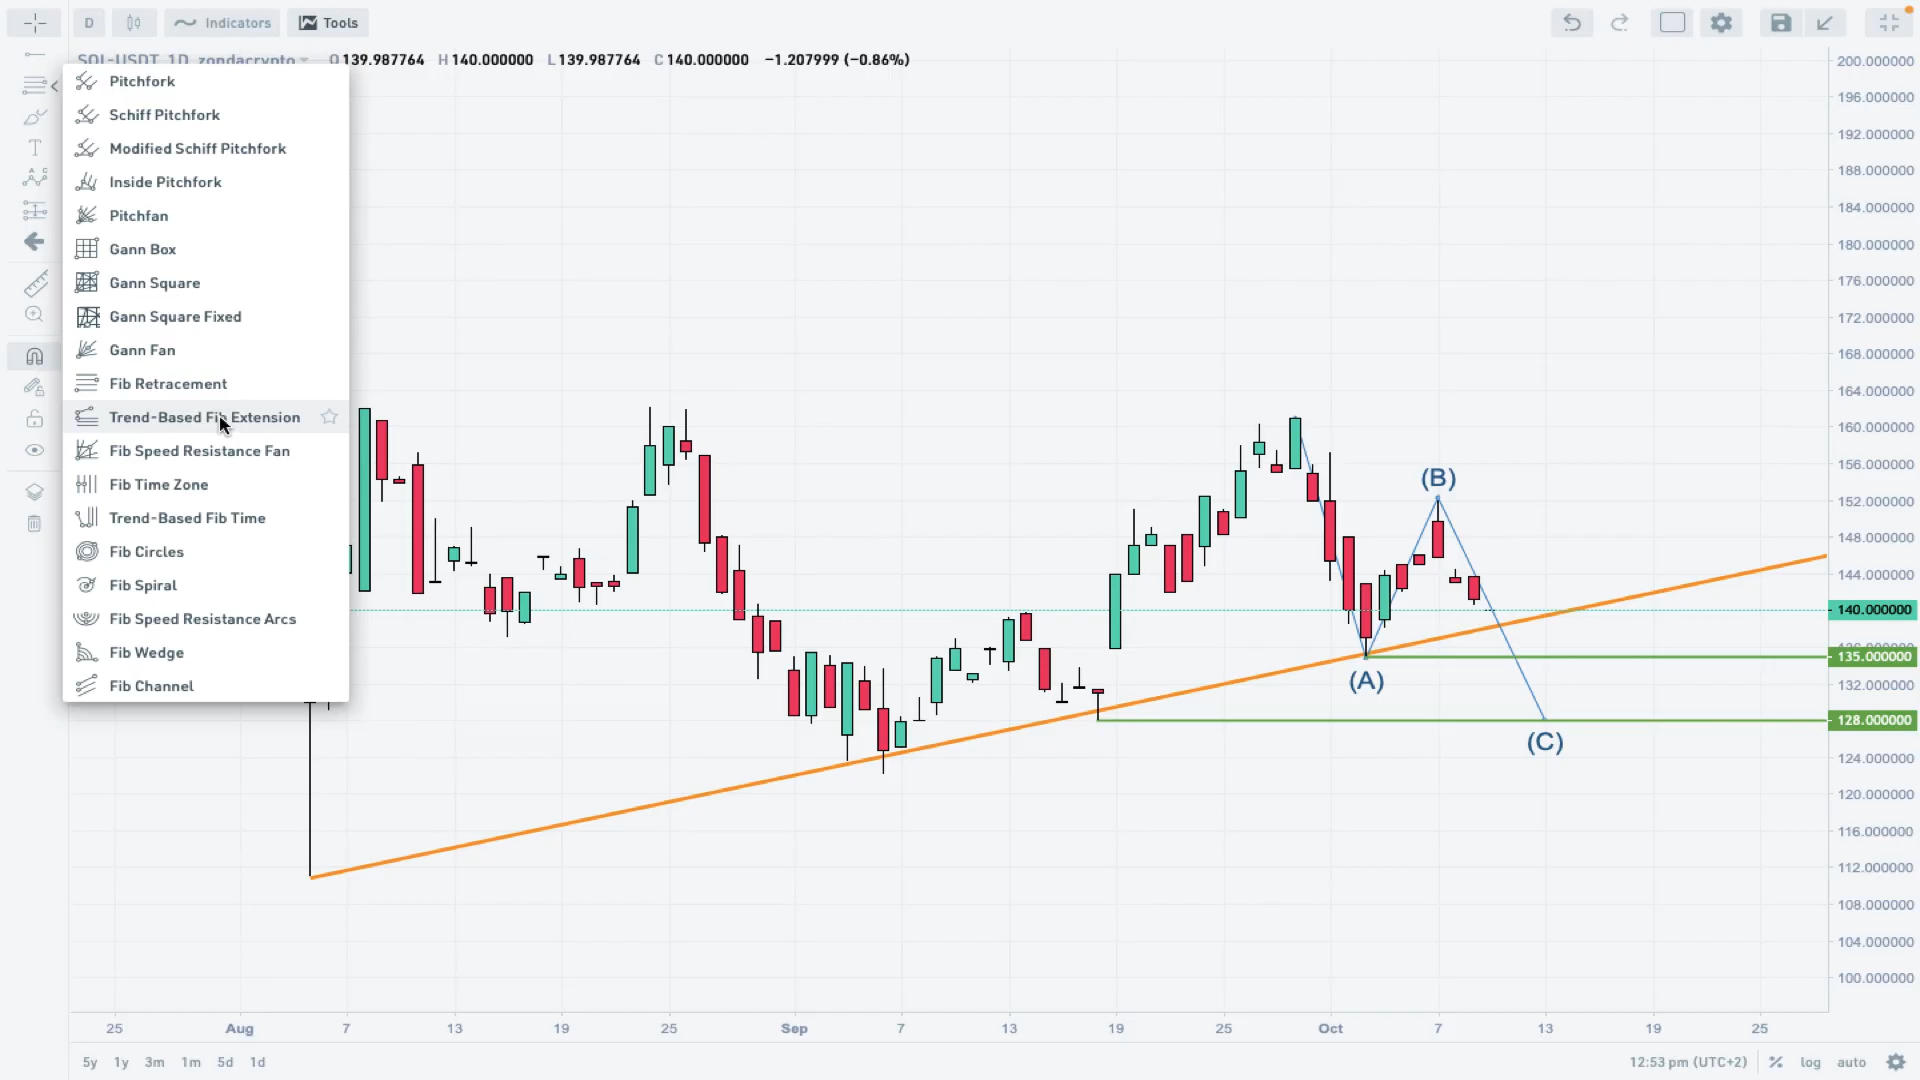 D Indicators Tools
SOL-USDT 1D zondacrypto O139.987764 H140.000000 L139.987764 C140.000000 −1.207999 (−0.86%)
Pitchfork
Schiff Pitchfork
Modified Schiff Pitchfork
Inside Pitchfork
Pitchfan
Gann Box
Gann Square
Gann Square Fixed
Gann Fan
Fib Retracement
Trend-Based Fib Extension
Fib Speed Resistance Fan
Fib Time Zone
Trend-Based Fib Time
Fib Circles
Fib Spiral
Fib Speed Resistance Arcs
Fib Wedge
Fib Channel
(B)
(A)
(C)
200.000000
196.000000
192.000000
188.000000
184.000000
180.000000
176.000000
172.000000
168.000000
164.000000
160.000000
156.000000
152.000000
148.000000
144.000000
140.000000
135.000000
132.000000
128.000000
124.000000
120.000000
116.000000
112.000000
108.000000
104.000000
100.000000
25 Aug 7 13 19 25 Sep 7 13 19 25 Oct 7 13 19 25
5y 1y 3m 1m 5d 1d 12:53 pm (UTC+2) % log auto